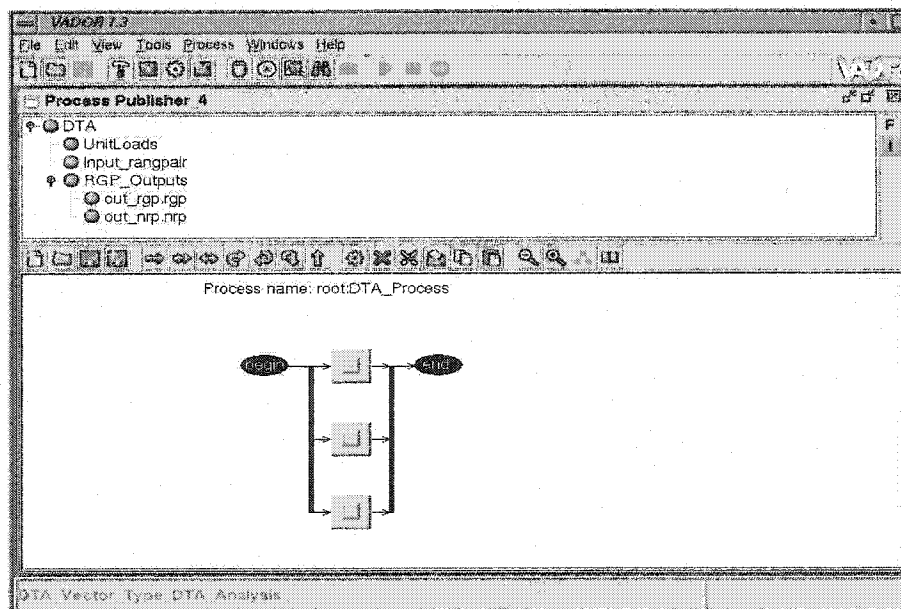 VADOR 1.3
File Edit View Tools Process Windows Help
Process Publisher 4
DTA
UnitLoads
Input_rangpair
RGP_Outputs
out_rgp.rgp
out_nrp.nrp
F
I
Process name: root:DTA_Process
begin
end
DTA Vector Type DTA Analysis